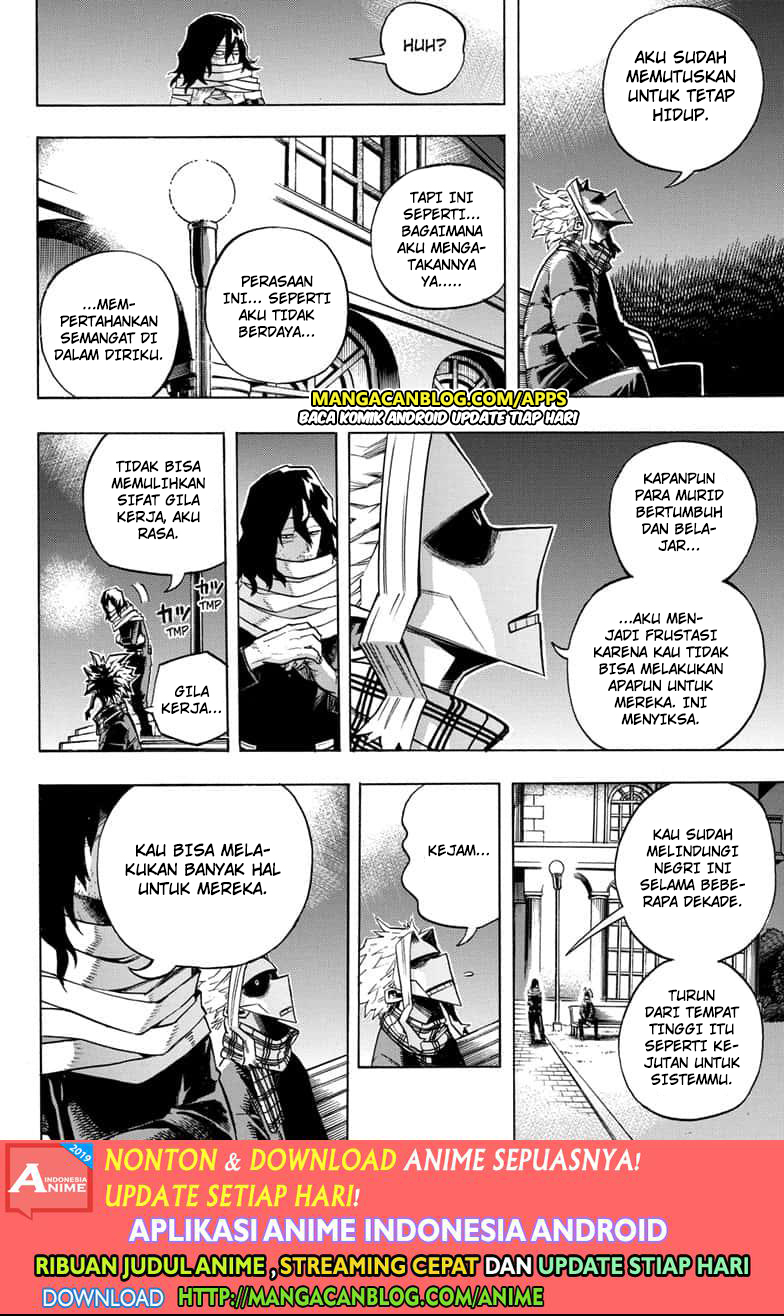 AKU SUDAH
MEMUTUSKAN
UNTUK TETAP
HIDUP.
HUH?
TAPI INI
SEPERTI...
BAGAIMANA
AKU MENGA-
TAKANNYA
YA.....
PERASAAN
INI... SEPERTI
AKU TIDAK
BERDAYA...
...MEM-
PERTAHANKAN
SEMANGAT DI
DALAM DIRIKU.
MANGACANBLOG.COM/APPS
BACA KOMIK ANDROID UPDATE TIAP HARI
KAPANPUN
PARA MURID
BERTUMBUH
DAN BELA-
JAR...
...AKU MEN-
JADI FRUSTASI
KARENA KAU TIDAK
BISA MELAKUKAN
APAPUN UNTUK
MEREKA. INI
MENYIKSA.
TIDAK BISA
MEMULIHKAN
SIFAT GILA
KERJA, AKU
RASA.
カッ
TMP
カッ
TMP
GILA
KERJA...
KAU SUDAH
MELINDUNGI
NEGRI INI
SELAMA BEBE-
RAPA DEKADE.
TURUN
DARI TEMPAT
TINGGI ITU
SEPERTI KE-
JUTAN UNTUK
SISTEMMU.
KEJAM...
KAU BISA MELA-
KUKAN BANYAK HAL
UNTUK MEREKA.
A INDONESIA
ANIME
2019
NONTON & DOWNLOAD ANIME SEPUASNYA!
UPDATE SETIAP HARI!
APLIKASI ANIME INDONESIA ANDROID
RIBUAN JUDUL ANIME , STREAMING CEPAT DAN UPDATE STIAP HARI
DOWNLOAD HTTP://MANGACANBLOG.COM/ANIME